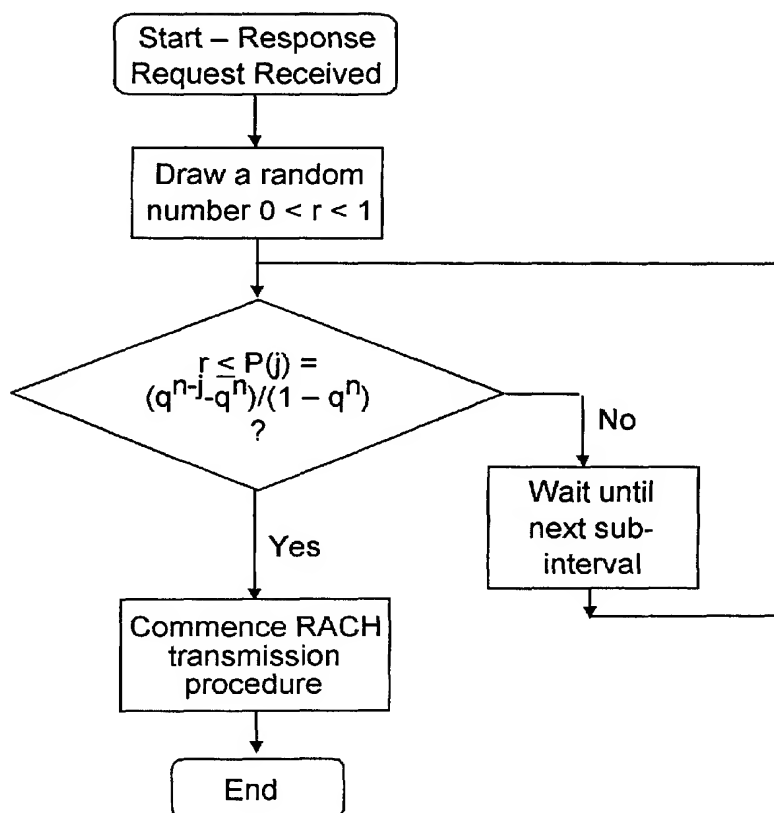 Start – Response
Request Received
Draw a random
number 0 < r < 1
r ≤ P(j) =
(q^n-j-q^n)/(1 – q^n)
?
No
Wait until
next sub-
interval
Yes
Commence RACH
transmission
procedure
End